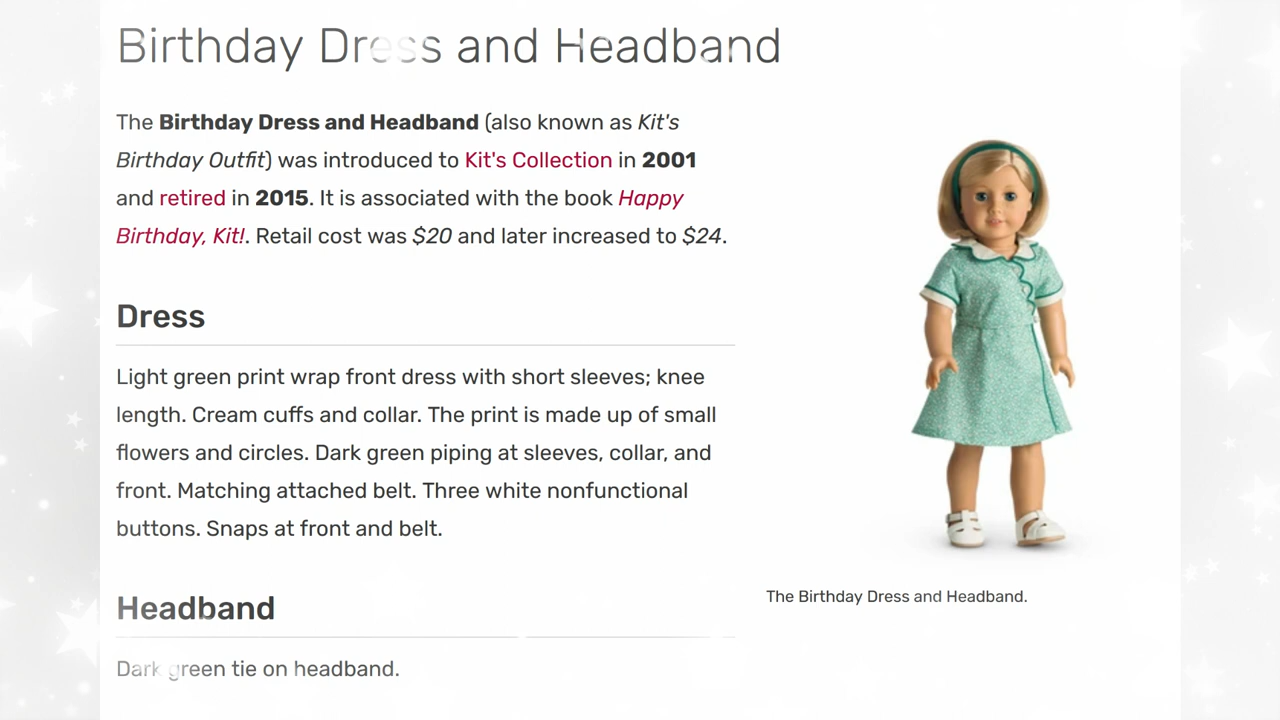 Birthday Dress and Headband
The Birthday Dress and Headband (also known as Kit's
Birthday Outfit) was introduced to Kit's Collection in 2001
and retired in 2015. It is associated with the book Happy
Birthday, Kit!. Retail cost was $20 and later increased to $24.
Dress
Light green print wrap front dress with short sleeves; knee
length. Cream cuffs and collar. The print is made up of small
flowers and circles. Dark green piping at sleeves, collar, and
front. Matching attached belt. Three white nonfunctional
buttons. Snaps at front and belt.
Headband
Dark green tie on headband.
The Birthday Dress and Headband.